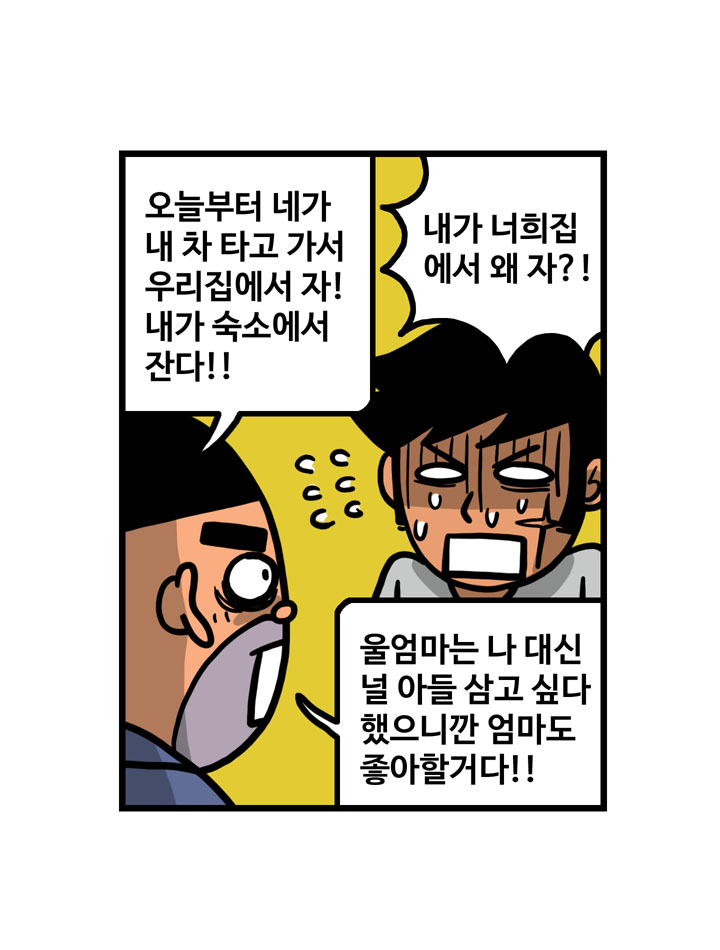 오늘부터 네가
내 차 타고 가서
우리집에서 자!
내가 숙소에서
잔다!!
내가 너희집
에서 왜 자?!
울엄마는 나 대신
널 아들 삼고 싶다
했으니깐 엄마도
좋아할거다!!